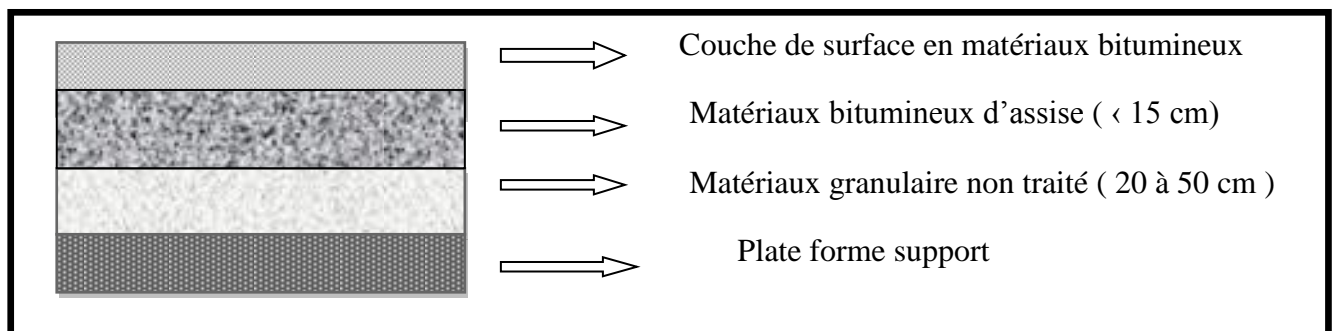 Couche de surface en matériaux bitumineux
Matériaux bitumineux d'assise ( ‹ 15 cm)
Matériaux granulaire non traité ( 20 à 50 cm )
Plate forme support